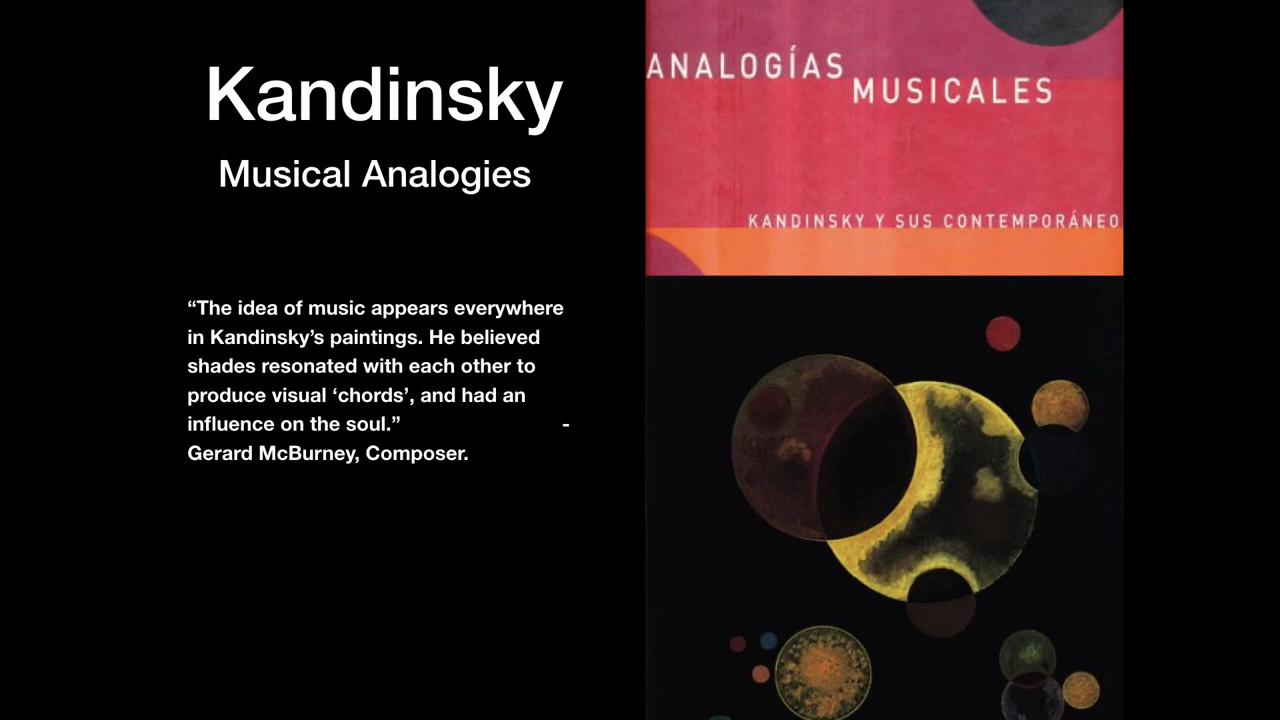 Kandinsky
Musical Analogies
“The idea of music appears everywhere
in Kandinsky’s paintings. He believed
shades resonated with each other to
produce visual ‘chords’, and had an
influence on the soul.” -
Gerard McBurney, Composer.
ANALOGÍAS
MUSICALES
KANDINSKY Y SUS CONTEMPORÁNEO